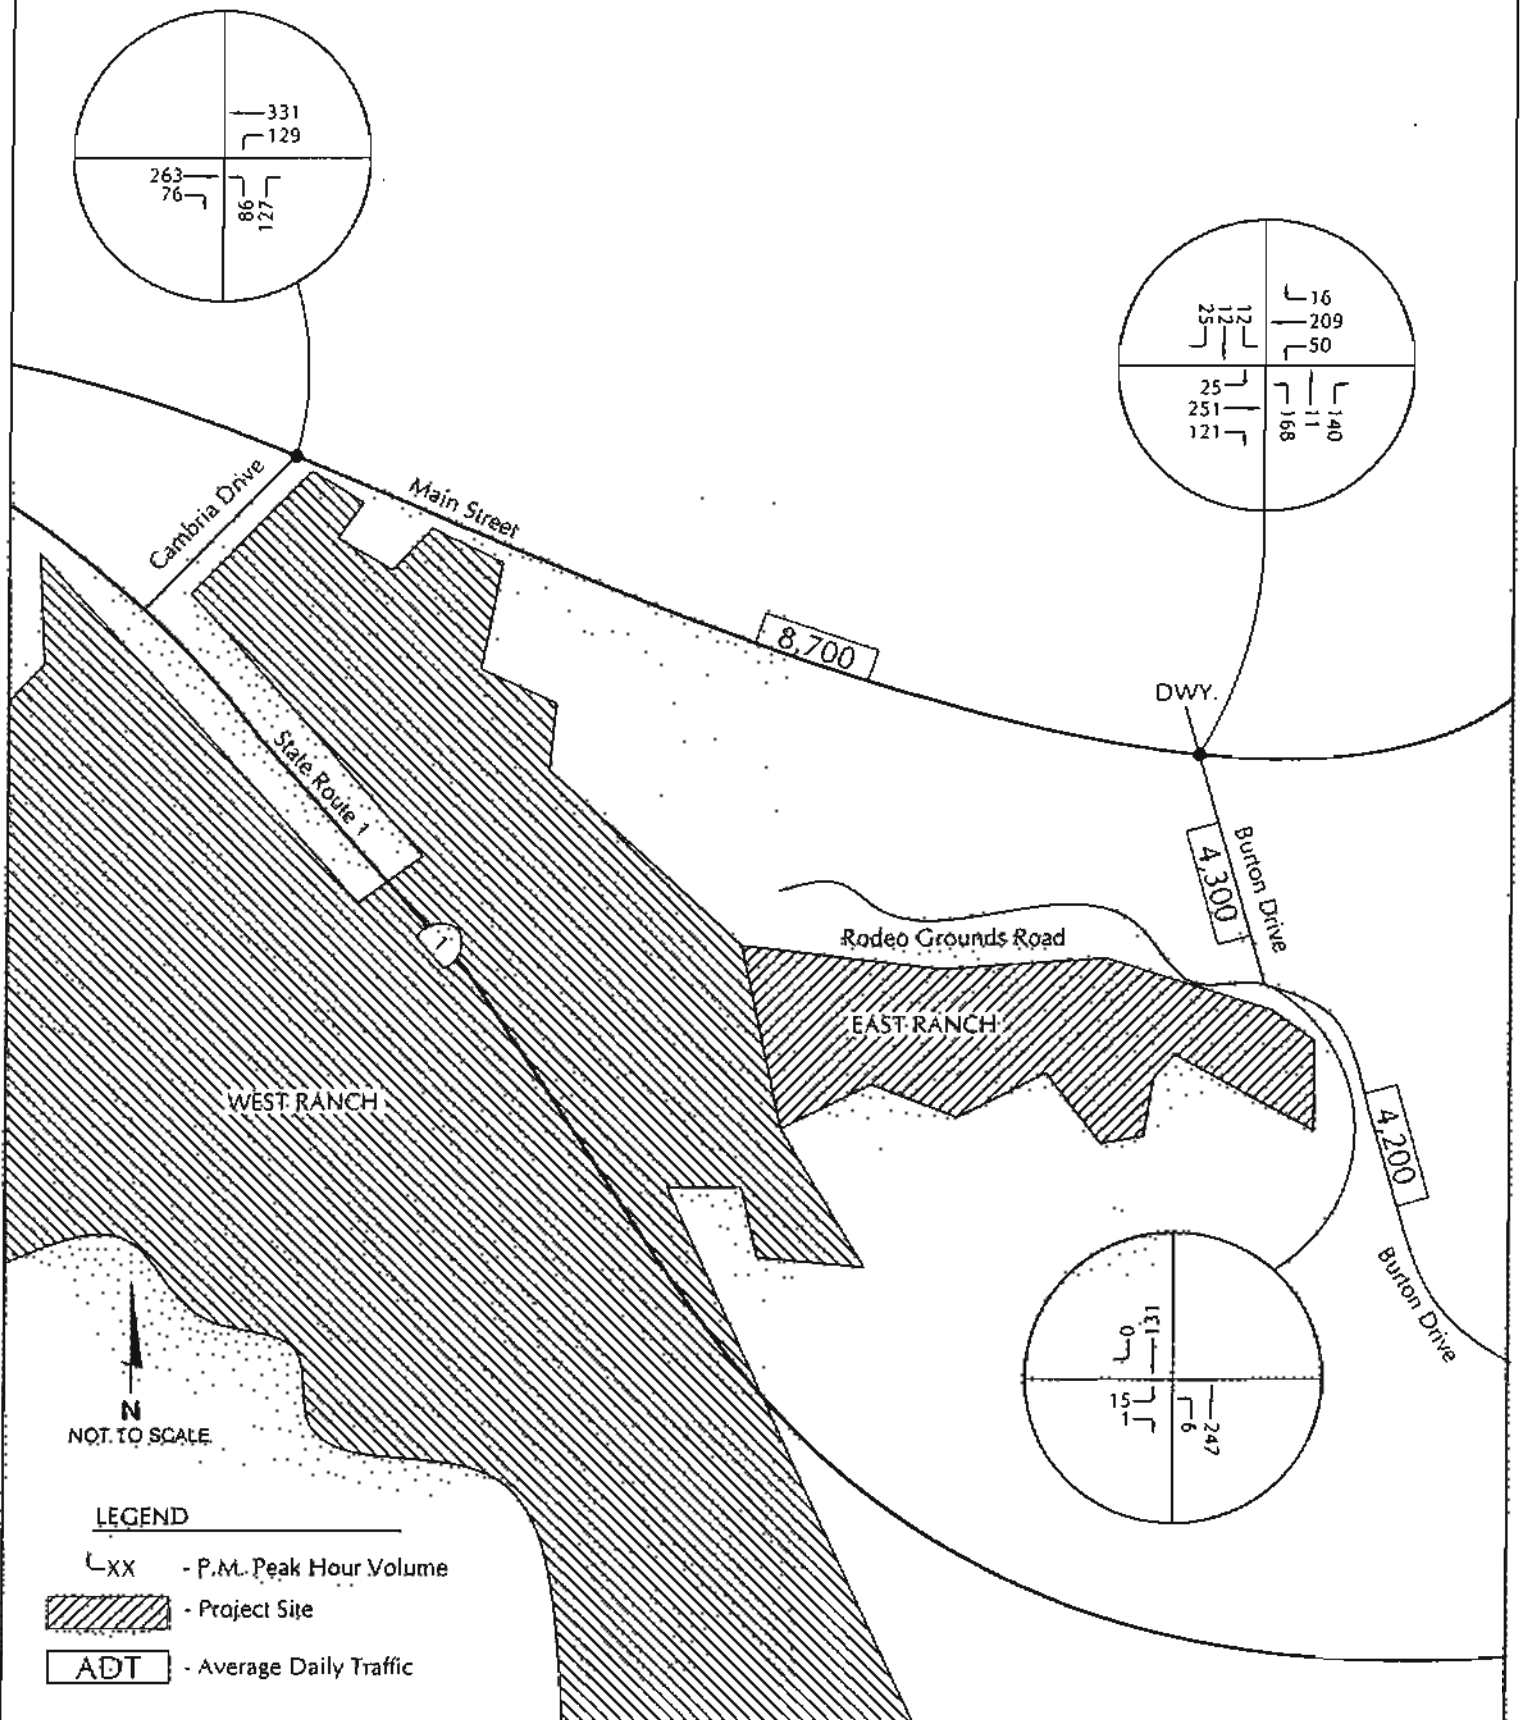 331
129
263
76
86
127
16
209
50
25
12
12
25
251
121
168
11
140
Cambria Drive
Main Street
8,700
DWY.
State Route 1
1
4,300
Burton Drive
Rodeo Grounds Road
EAST RANCH
WEST RANCH
4,200
Burton Drive
0
131
15
1
6
247
N
NOT TO SCALE
LEGEND
XX - P.M. Peak Hour Volume
- Project Site
ADT - Average Daily Traffic